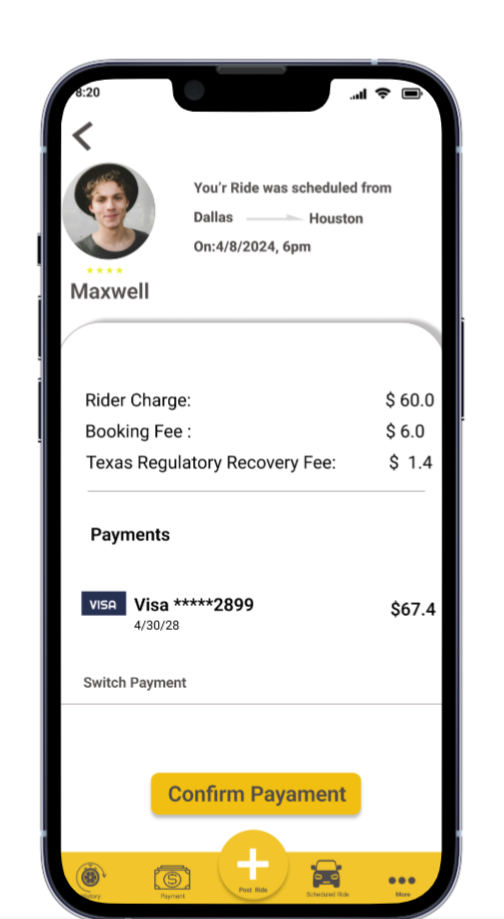 8:20
You'r Ride was scheduled from
Dallas Houston
On:4/8/2024, 6pm
Maxwell
Rider Charge: $ 60.0
Booking Fee : $ 6.0
Texas Regulatory Recovery Fee: $ 1.4
Payments
VISA Visa *****2899 $67.4
4/30/28
Switch Payment
Confirm Payament
Post Ride
Payment Scheduled Ride More